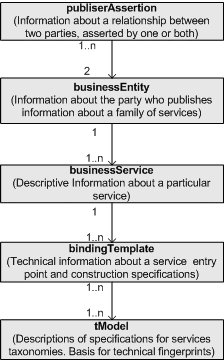 publiserAssertion
(Information about a relationship between
two parties, asserted by one or both)
1..n
2
businessEntity
(Information about the party who publishes
information about a family of services)
1
1..n
businessService
(Descriptive Information about a particular
service)
1
1..n
bindingTemplate
(Technical information about a service entry
point and construction specifications)
1..n
1..n
tModel
(Descriptions of specifications for services
taxonomies. Basis for technical fingerprints)